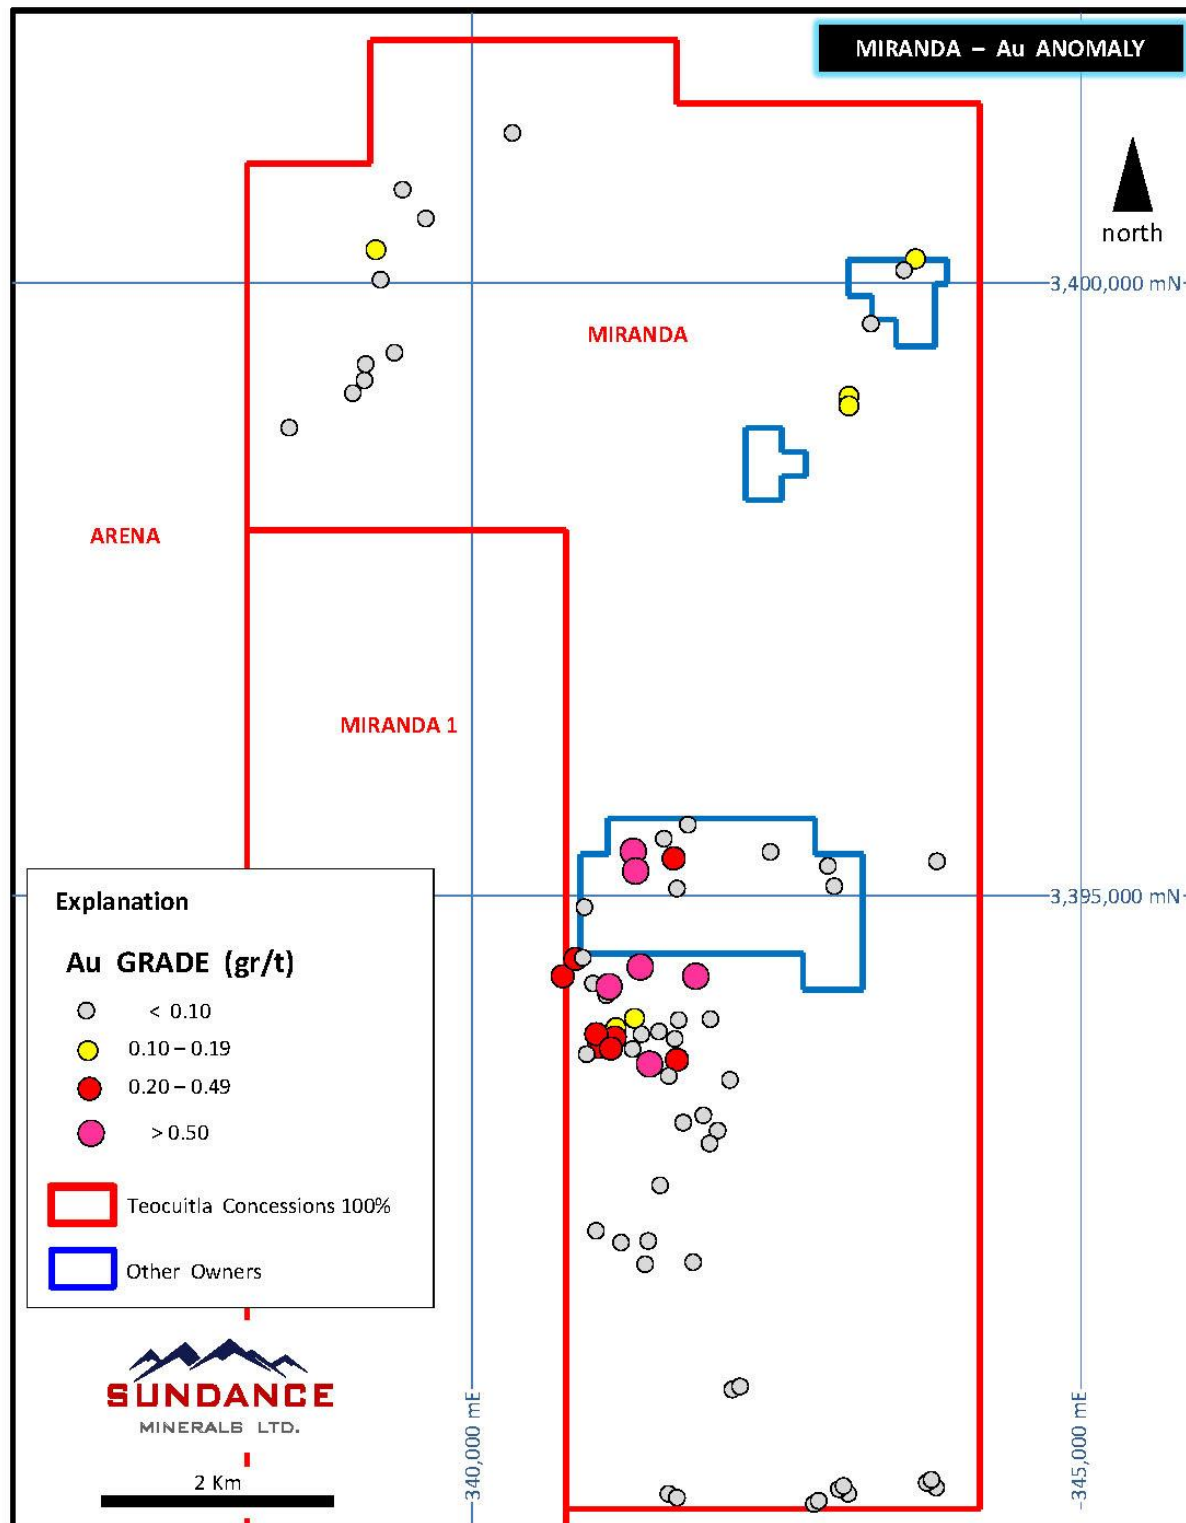 MIRANDA – Au ANOMALY
north
3,400,000 mN
MIRANDA
ARENA
MIRANDA 1
3,395,000 mN
Explanation
Au GRADE (gr/t)
< 0.10
0.10 – 0.19
0.20 – 0.49
> 0.50
Teocuitla Concessions 100%
Other Owners
SUNDANCE
MINERALS LTD.
2 Km
340,000 mE
345,000 mE